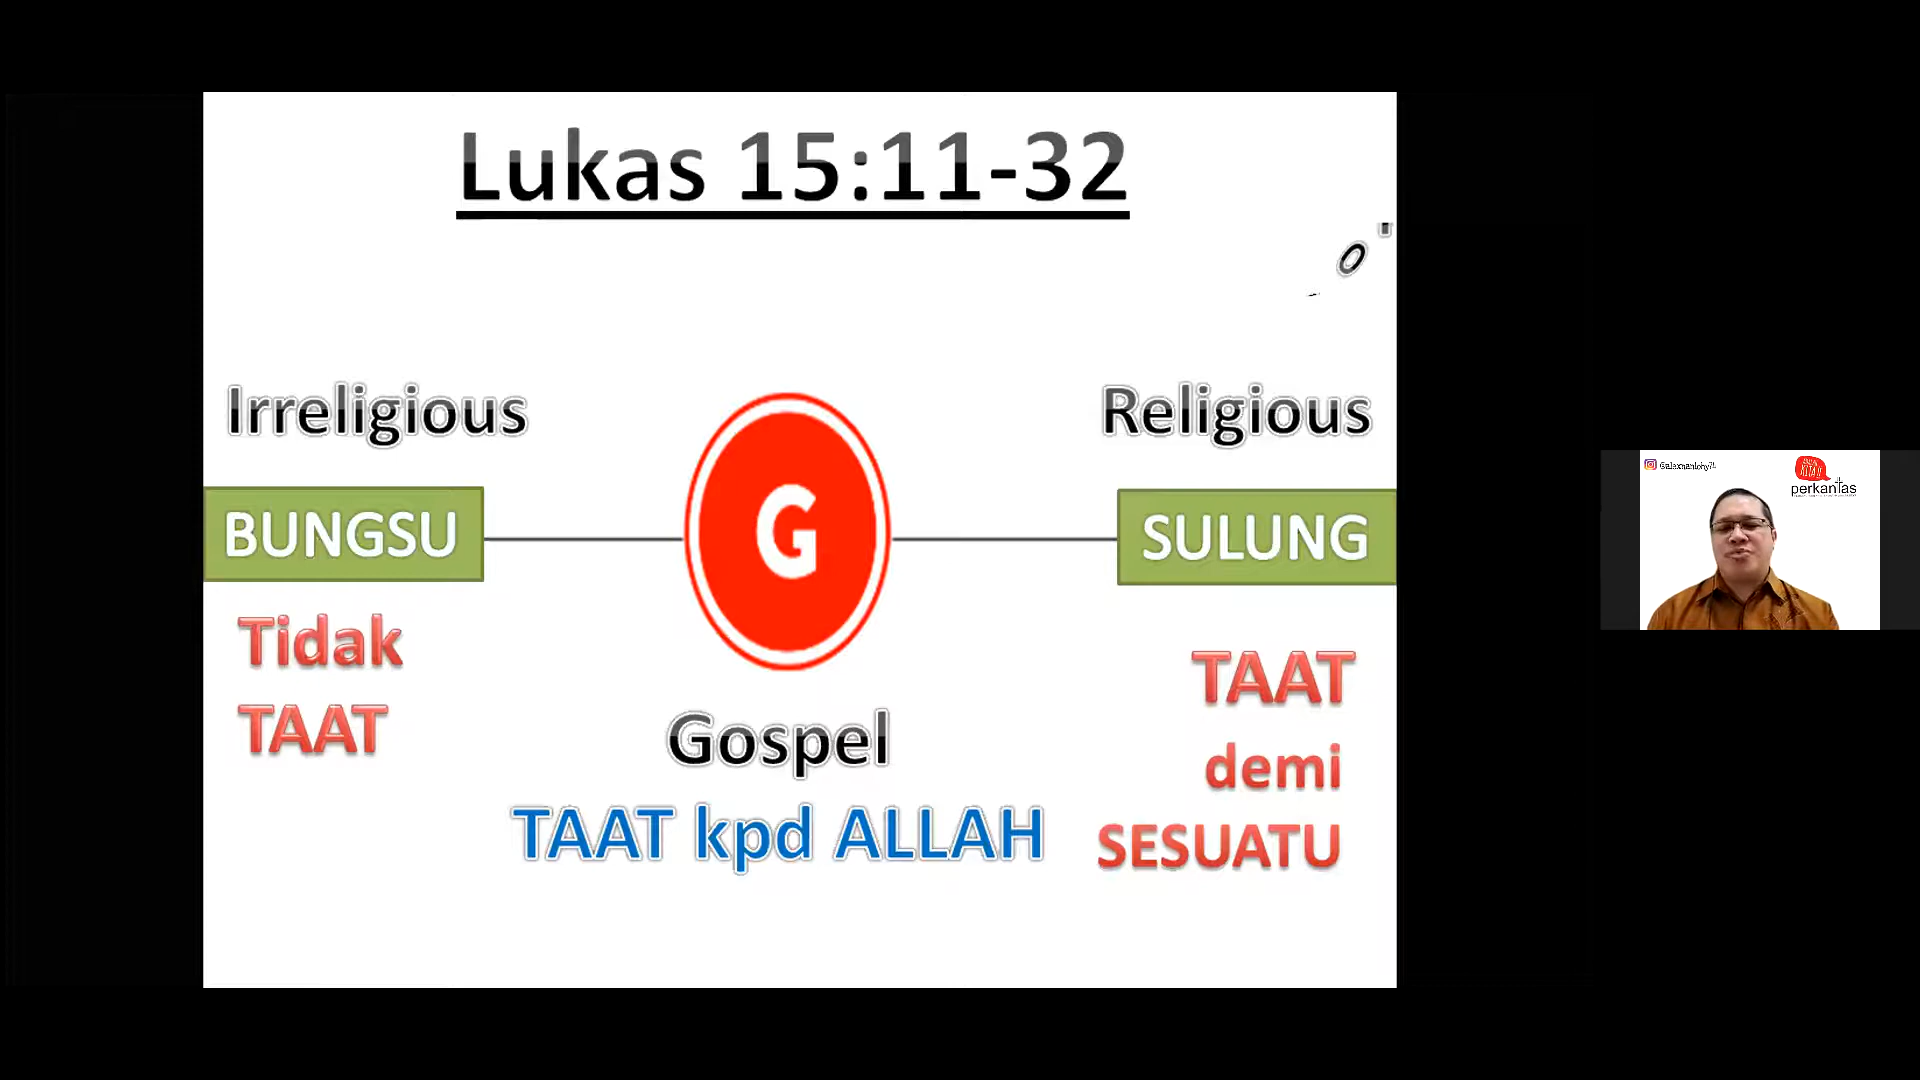 Lukas 15:11-32
Irreligious
Religious
BUNGSU
G
SULUNG
Tidak
TAAT
Gospel
TAAT kpd ALLAH
TAAT
demi
SESUATU
perkantas